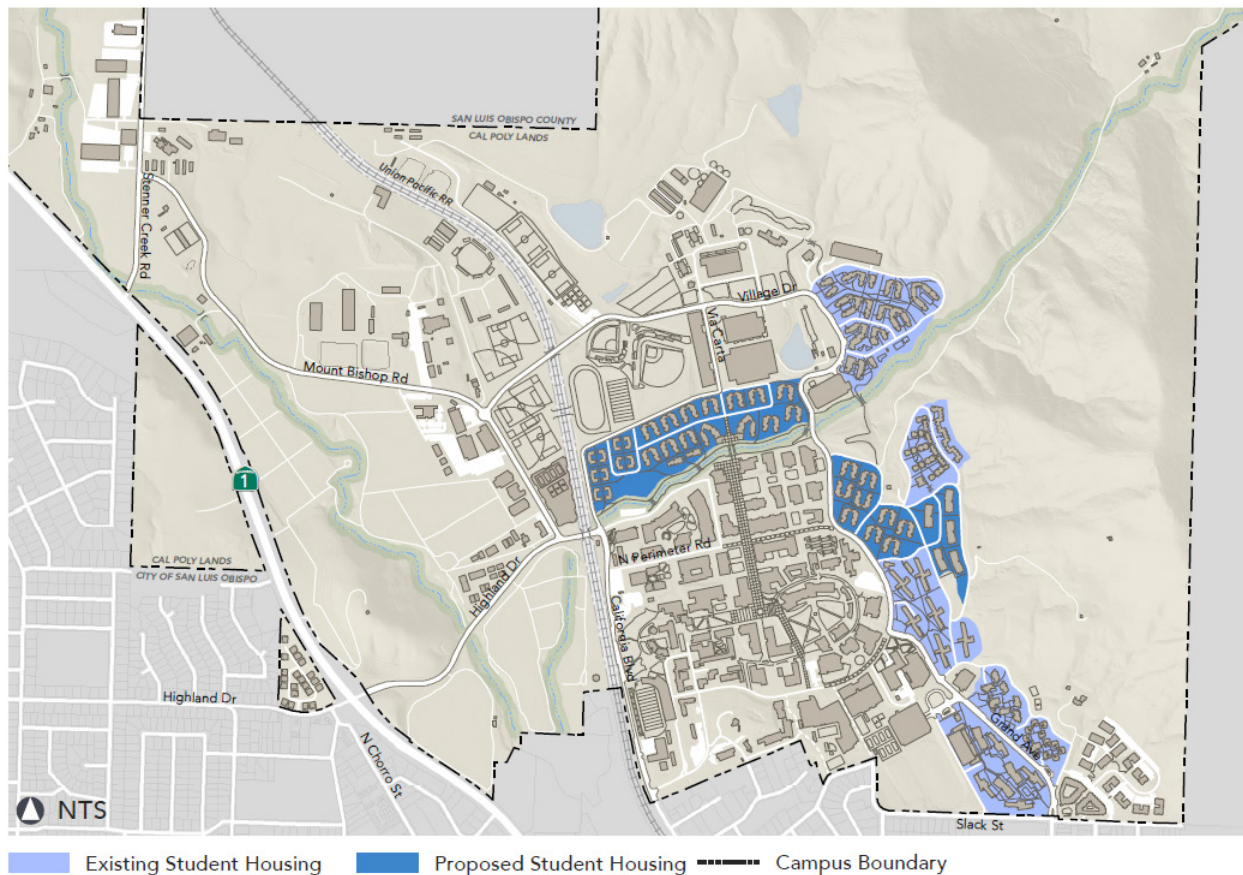 SAN LUIS OBISPO COUNTY
CAL POLY LANDS
Union Pacific RR
Stenner Creek Rd
Village Dr
Via Carta
Mount Bishop Rd
1
N Perimeter Rd
CAL POLY LANDS
CITY OF SAN LUIS OBISPO
Highland Dr
California Blvd
Highland Dr
N Chorro St
Grand Ave
NTS
Slack St
Existing Student Housing
Proposed Student Housing
Campus Boundary